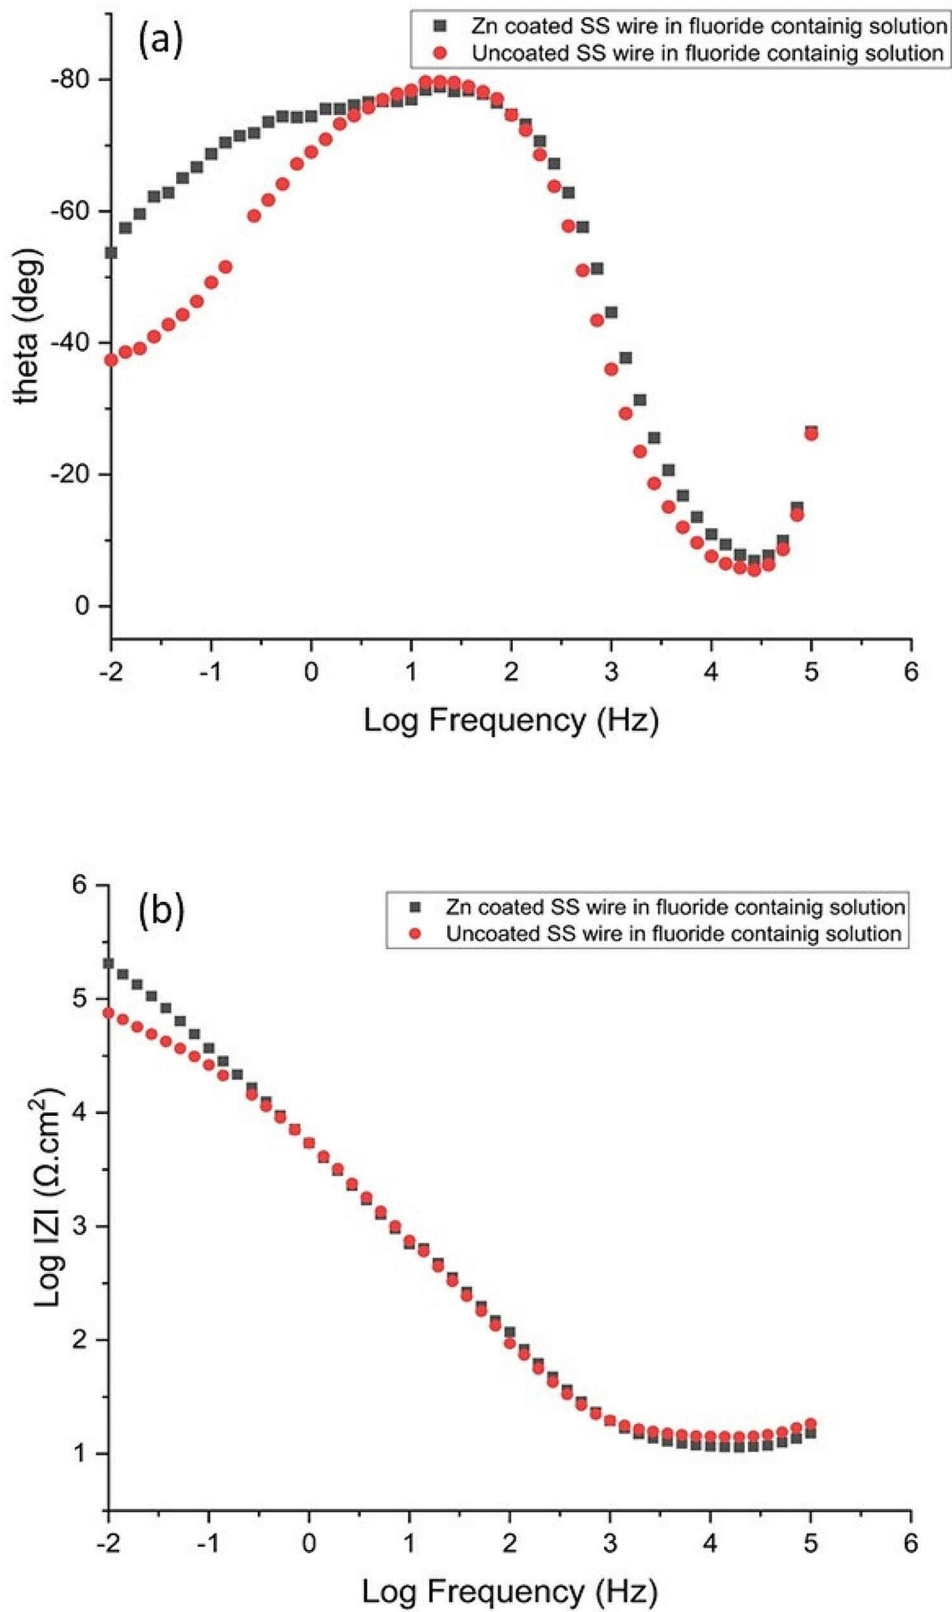 (a)
Zn coated SS wire in fluoride containig solution
Uncoated SS wire in fluoride containig solution
-80
-60
-40
-20
0
theta (deg)
-2 -1 0 1 2 3 4 5 6
Log Frequency (Hz)
(b)
Zn coated SS wire in fluoride containig solution
Uncoated SS wire in fluoride containig solution
6
5
4
3
2
1
Log IZI (Ω.cm²)
-2 -1 0 1 2 3 4 5 6
Log Frequency (Hz)